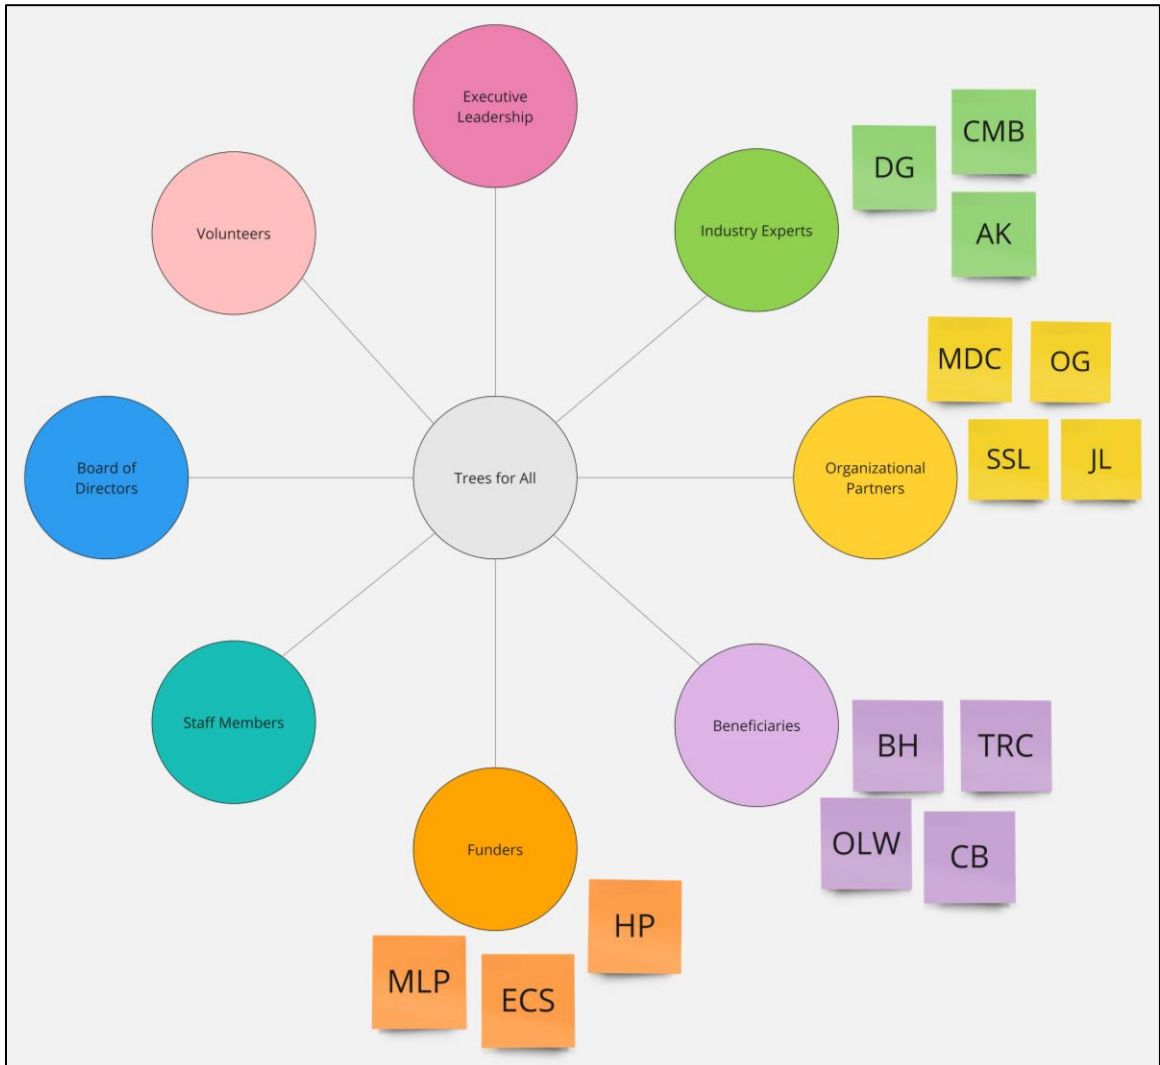 Executive
Leadership
Volunteers
Industry Experts
DG
CMB
AK
MDC
OG
SSL
JL
Board of
Directors
Trees for All
Organizational
Partners
Staff Members
Beneficiaries
BH
TRC
OLW
CB
Funders
HP
MLP
ECS